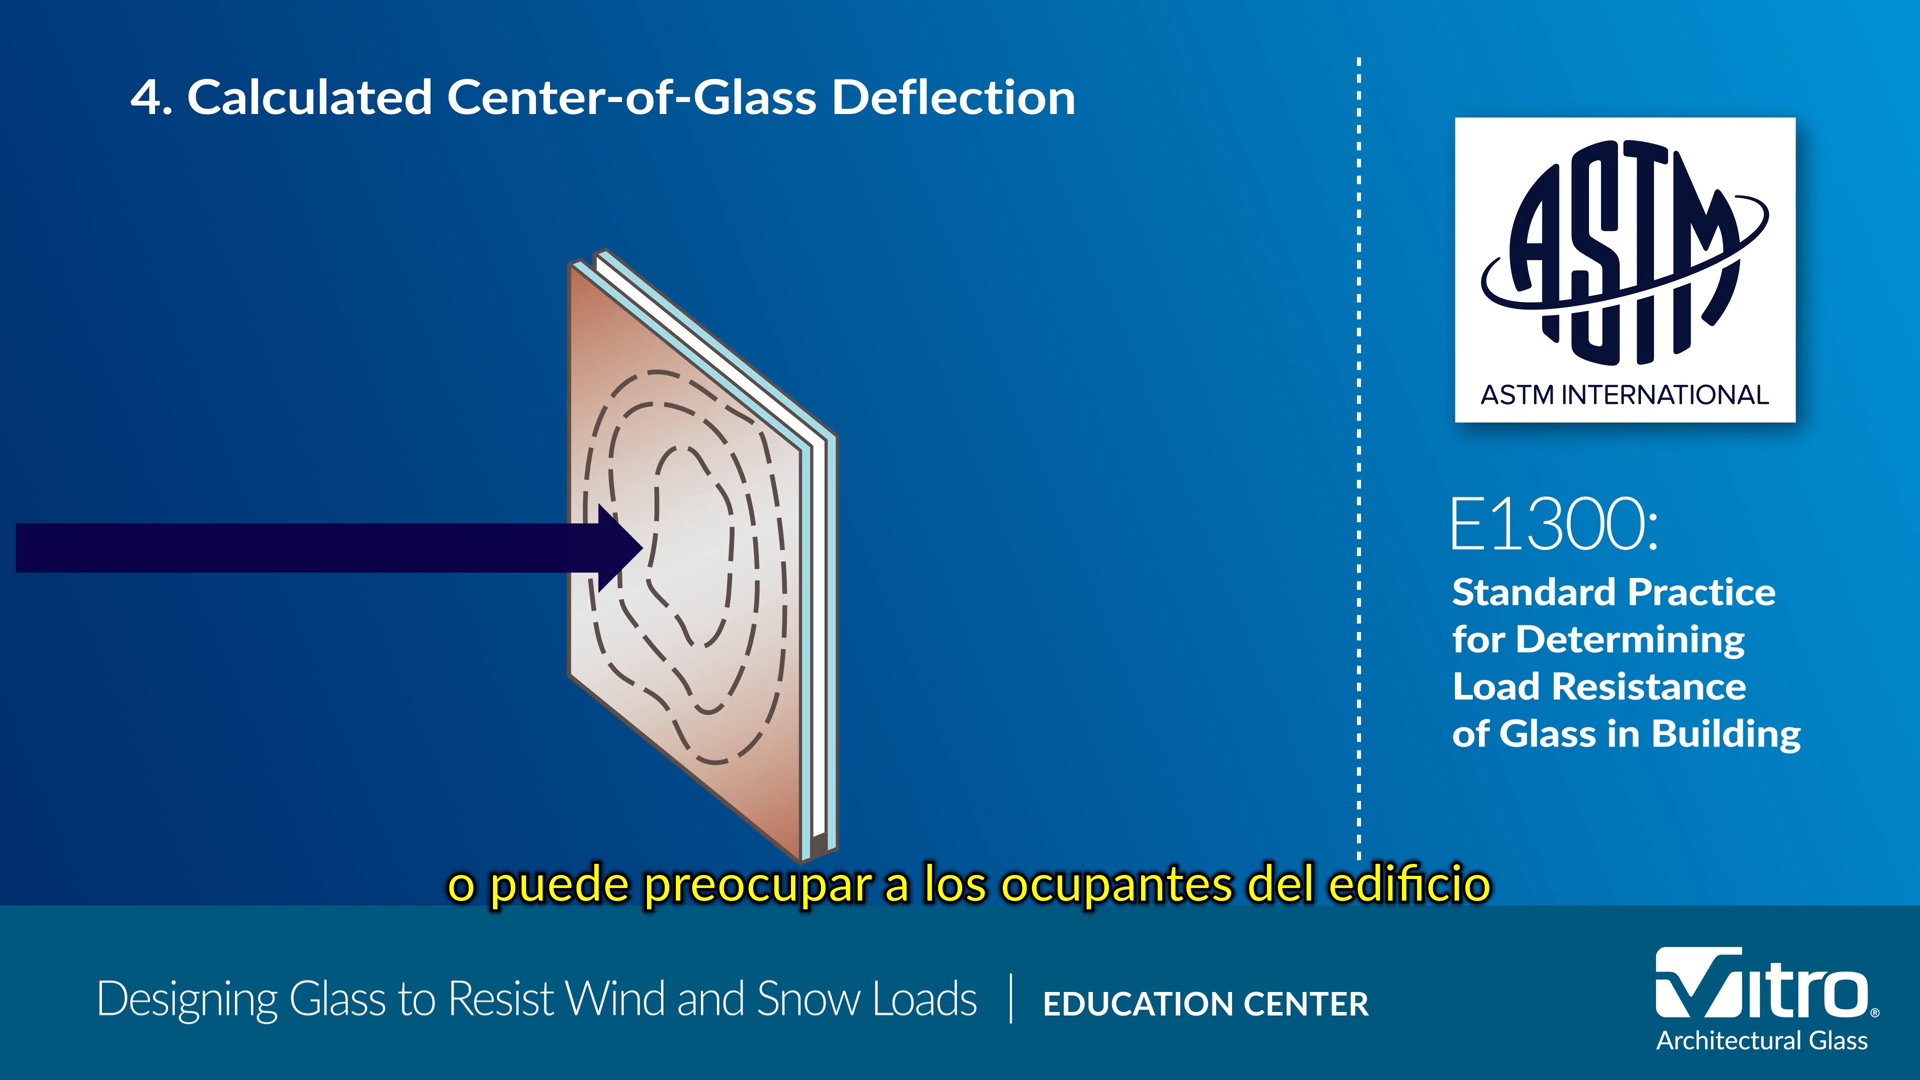 4. Calculated Center-of-Glass Deflection
ASTM
ASTM INTERNATIONAL
E1300:
Standard Practice
for Determining
Load Resistance
of Glass in Building
o puede preocupar a los ocupantes del edificio
Designing Glass to Resist Wind and Snow Loads | EDUCATION CENTER
Vitro®
Architectural Glass